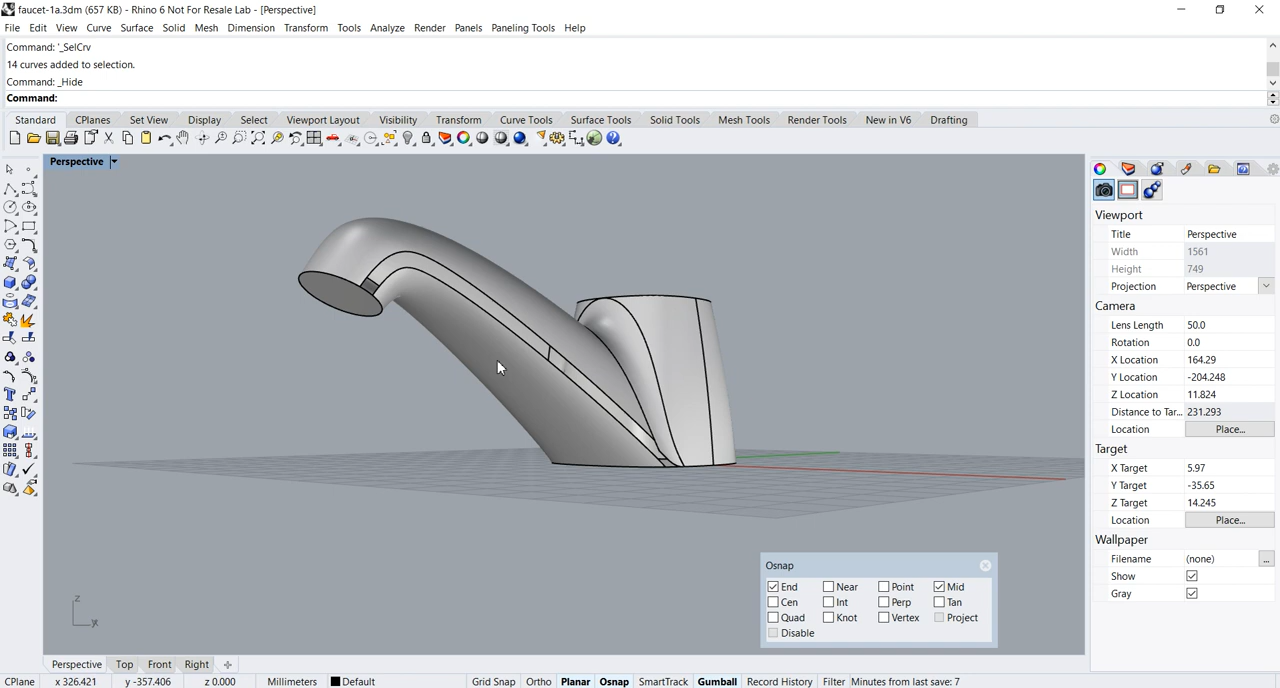 faucet-1a.3dm (657 KB) - Rhino 6 Not For Resale Lab - [Perspective]
File Edit View Curve Surface Solid Mesh Dimension Transform Tools Analyze Render Panels Paneling Tools Help
Command: '_SelCrv
14 curves added to selection.
Command: _Hide
Command:
Standard CPlanes Set View Display Select Viewport Layout Visibility Transform Curve Tools Surface Tools Solid Tools Mesh Tools Render Tools New in V6 Drafting
Perspective
Viewport
Title Perspective
Width 1561
Height 749
Projection Perspective
Camera
Lens Length 50.0
Rotation 0.0
X Location 164.29
Y Location -204.248
Z Location 11.824
Distance to Tar... 231.293
Location Place...
Target
X Target 5.97
Y Target -35.65
Z Target 14.245
Location Place...
Wallpaper
Filename (none) ...
Show
Gray
Osnap
End Near Point Mid
Cen Int Perp Tan
Quad Knot Vertex Project
Disable
z
Perspective Top Front Right
CPlane x 326.421 y -357.406 z 0.000 Millimeters Default Grid Snap Ortho Planar Osnap SmartTrack Gumball Record History Filter Minutes from last save: 7